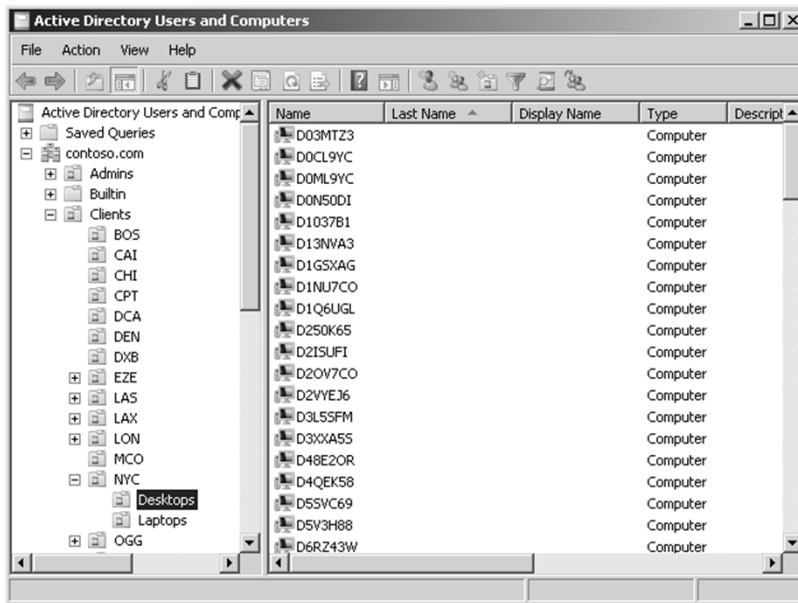 Active Directory Users and Computers
File Action View Help
Active Directory Users and Comp
Saved Queries
contoso.com
Admins
Builtin
Clients
BOS
CAI
CHI
CPT
DCA
DEN
DXB
EZE
LAS
LAX
LON
MCO
NYC
Desktops
Laptops
OGG
Name Last Name Display Name Type Descript
D03MTZ3 Computer
D0CL9YC Computer
D0ML9YC Computer
D0N50DI Computer
D1037B1 Computer
D13NVA3 Computer
D1GSXAG Computer
D1NU7CO Computer
D1Q6UGL Computer
D250K65 Computer
D2ISUFI Computer
D2OV7CO Computer
D2VYEJ6 Computer
D3L5SFM Computer
D3XXA5S Computer
D48E2OR Computer
D4QEK58 Computer
D5SVC69 Computer
D5V3H88 Computer
D6RZ43W Computer